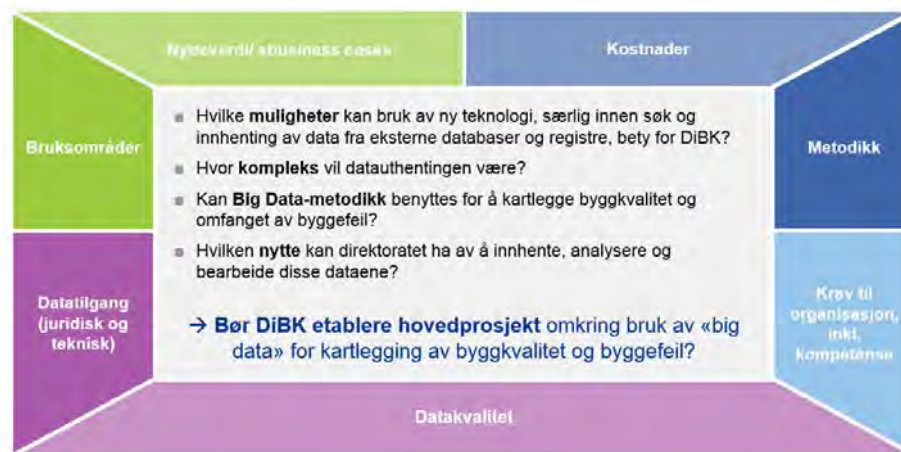 Nytteverdi/ abusiness cases
Kostnader
Bruksområder
Metodikk
Hvilke muligheter kan bruk av ny teknologi, særlig innen søk og
innhenting av data fra eksterne databaser og registre, bety for DiBK?
Hvor kompleks vil datauthentingen være?
Kan Big Data-metodikk benyttes for å kartlegge byggkvalitet og
omfanget av byggefeil?
Hvilken nytte kan direktoratet ha av å innhente, analysere og
bearbeide disse dataene?
→ Bør DiBK etablere hovedprosjekt omkring bruk av «big
data» for kartlegging av byggkvalitet og byggefeil?
Datatilgang
(juridisk og
teknisk)
Krav til
organisasjon,
inkl.
kompetanse
Datakvalitet